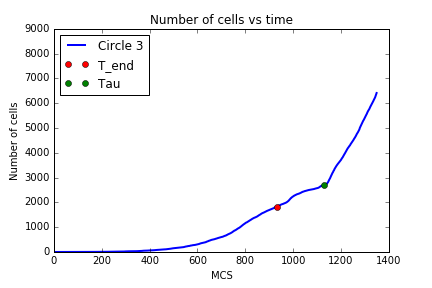 Number of cells vs time
9000
8000
7000
6000
5000
4000
3000
2000
1000
0
Number of cells
Circle 3
T_end
Tau
0 200 400 600 800 1000 1200 1400
MCS